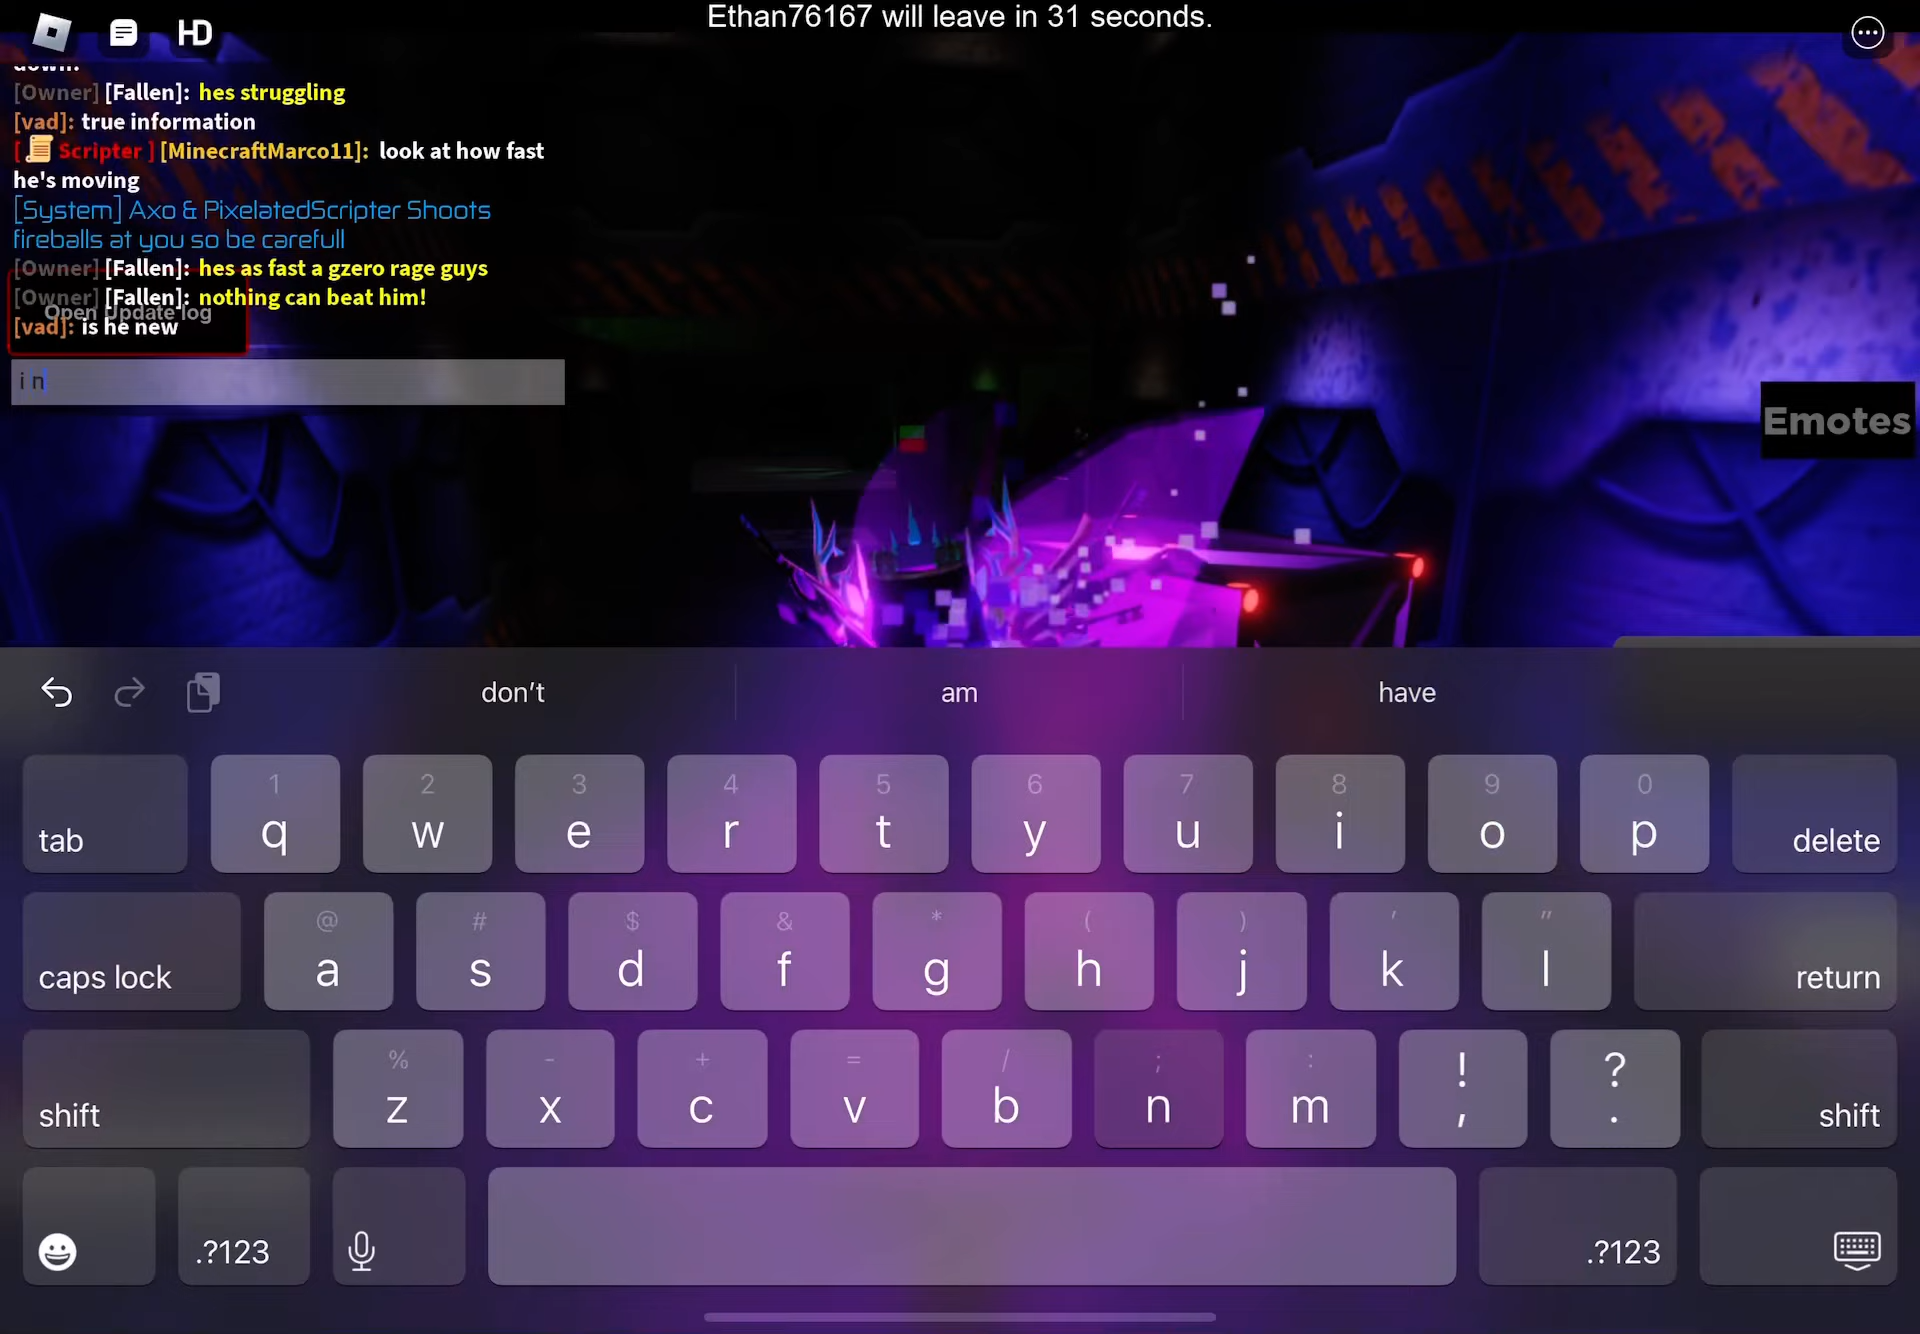 Ethan76167 will leave in 31 seconds.
HD
down!
[Owner] [Fallen]: hes struggling
[vad]: true information
[📜 Scripter ] [MinecraftMarco11]: look at how fast
he's moving
[System] Axo & PixelatedScripter Shoots
fireballs at you so be carefull
[Owner] [Fallen]: hes as fast a gzero rage guys
[Owner] [Fallen]: nothing can beat him!
Open Update log
[vad]: is he new
i n
Emotes
don't am have
1 2 3 4 5 6 7 8 9 0
tab q w e r t y u i o p delete
@ # $ & * ( ) ' "
caps lock a s d f g h j k l return
% - + = / ; : ! ?
shift z x c v b n m , . shift
.?123 .?123